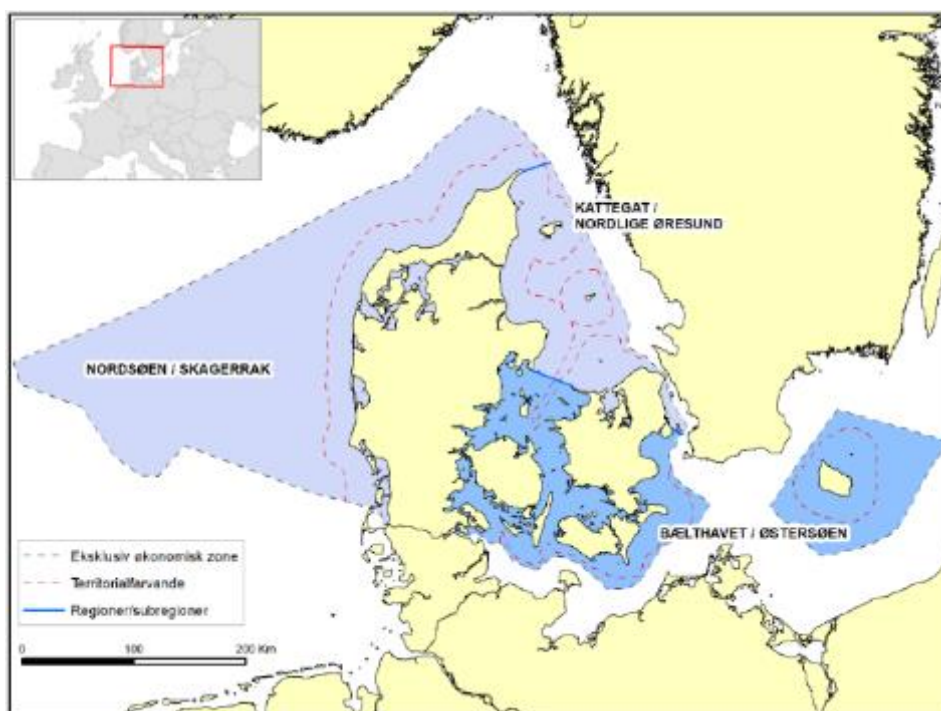 KATTEGAT /
NORDLIGE ØRESUND
NORDSØEN / SKAGERRAK
BÆLTHAVET / ØSTERSØEN
Eksklusiv økonomisk zone
Territorialfarvande
Regioner/subregioner
0 100 200 Km